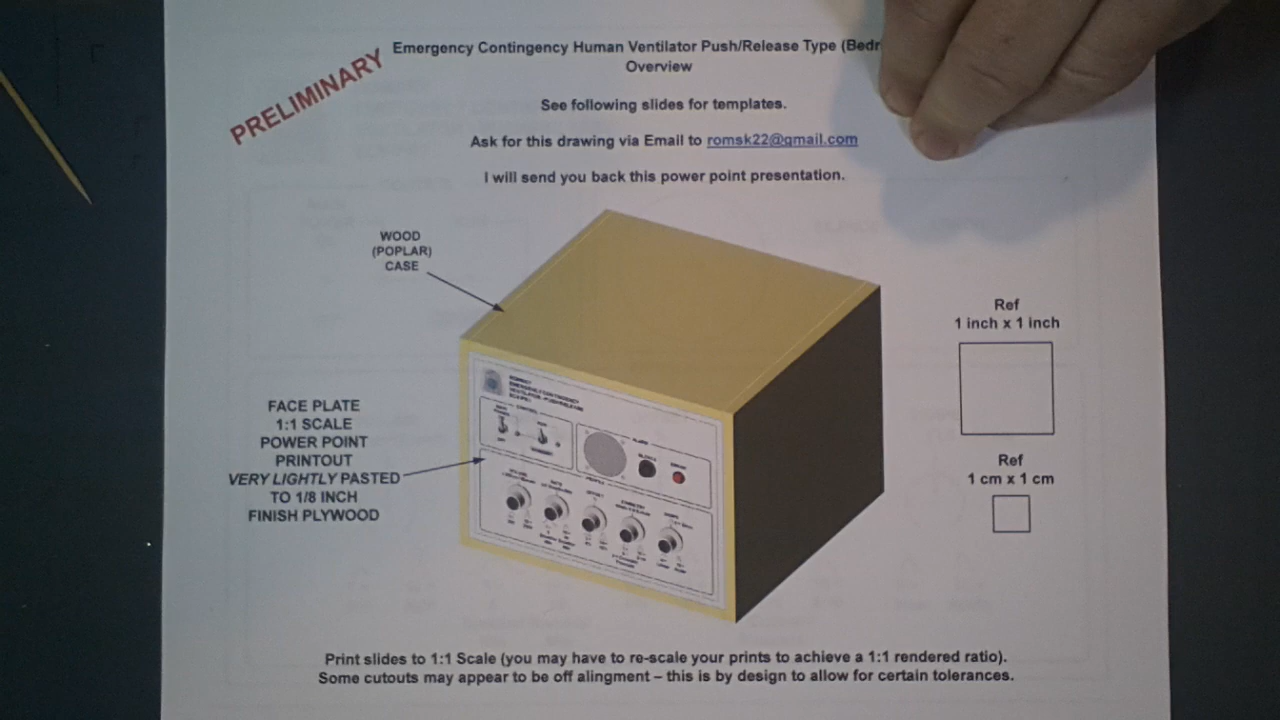 PRELIMINARY
Emergency Contingency Human Ventilator Push/Release Type
Overview
See following slides for templates.
Ask for this drawing via Email to romsk22@gmail.com
I will send you back this power point presentation.
WOOD
(POPLAR)
CASE
Ref
1 inch x 1 inch
FACE PLATE
1:1 SCALE
POWER POINT
PRINTOUT
VERY LIGHTLY PASTED
TO 1/8 INCH
FINISH PLYWOOD
Ref
1 cm x 1 cm
Print slides to 1:1 Scale (you may have to re-scale your prints to achieve a 1:1 rendered ratio).
Some cutouts may appear to be off alingment – this is by design to allow for certain tolerances.